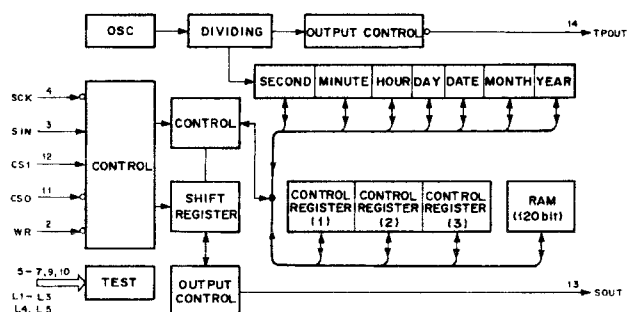 OSC
DIVIDING
OUTPUT CONTROL
14
TPOUT
SECOND MINUTE HOUR DAY DATE MONTH YEAR
SCK 4
SIN 3
CS1 12
CS0 11
WR 2
CONTROL
CONTROL
SHIFT
REGISTER
CONTROL
REGISTER
(1)
CONTROL
REGISTER
(2)
CONTROL
REGISTER
(3)
RAM
(120 bit)
5-7,9,10
L1-L3
L4, L5
TEST
OUTPUT
CONTROL
13
SOUT